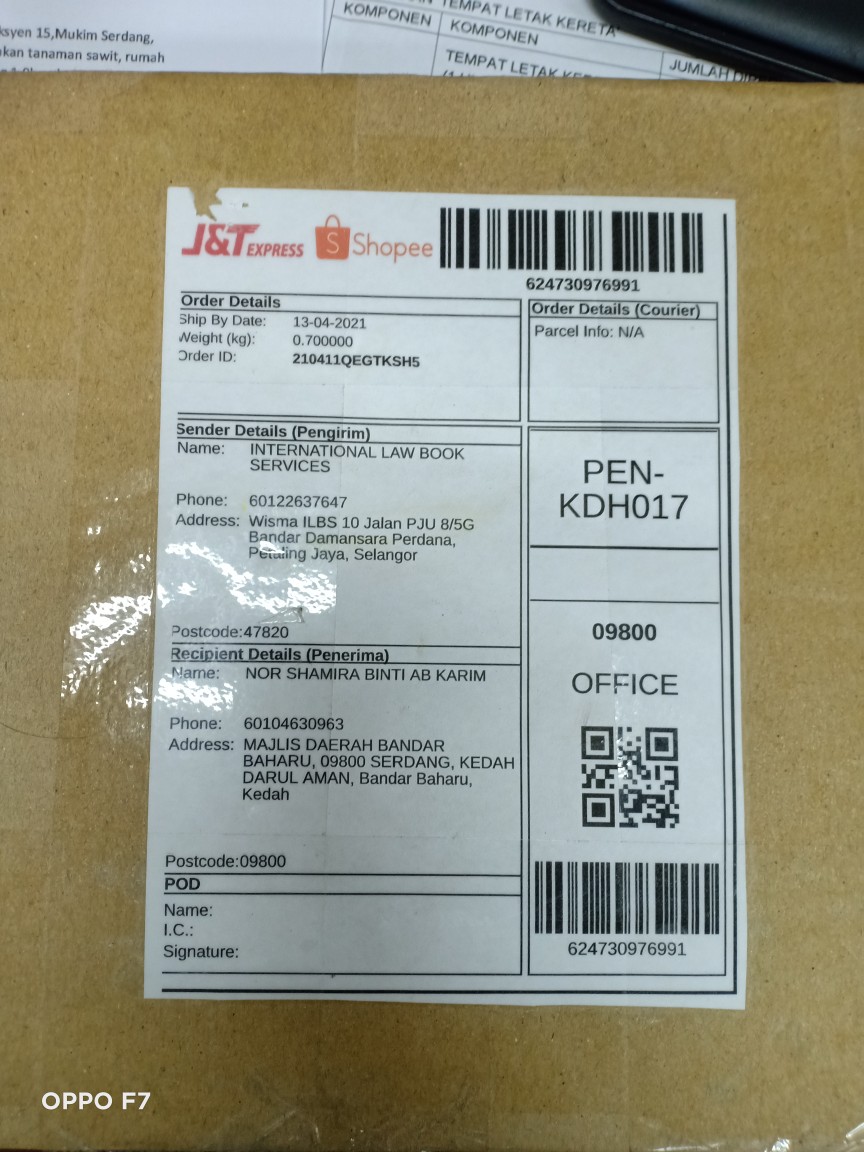 ksyen 15,Mukim Serdang,
kan tanaman sawit, rumah
TEMPAT LETAK KERETA
KOMPONEN
KOMPONEN
TEMPAT LETAK
JUMLAH
J&T EXPRESS
S Shopee
624730976991
Order Details
Ship By Date: 13-04-2021
Weight (kg): 0.700000
Order ID: 210411QEGTKSH5
Order Details (Courier)
Parcel Info: N/A
Sender Details (Pengirim)
Name: INTERNATIONAL LAW BOOK
SERVICES
Phone: 60122637647
Address: Wisma ILBS 10 Jalan PJU 8/5G
Bandar Damansara Perdana,
Petaling Jaya, Selangor
Postcode:47820
PEN-
KDH017
Recipient Details (Penerima)
Name: NOR SHAMIRA BINTI AB KARIM
Phone: 60104630963
Address: MAJLIS DAERAH BANDAR
BAHARU, 09800 SERDANG, KEDAH
DARUL AMAN, Bandar Baharu,
Kedah
Postcode:09800
09800
OFFICE
POD
Name:
I.C.:
Signature:
624730976991
OPPO F7